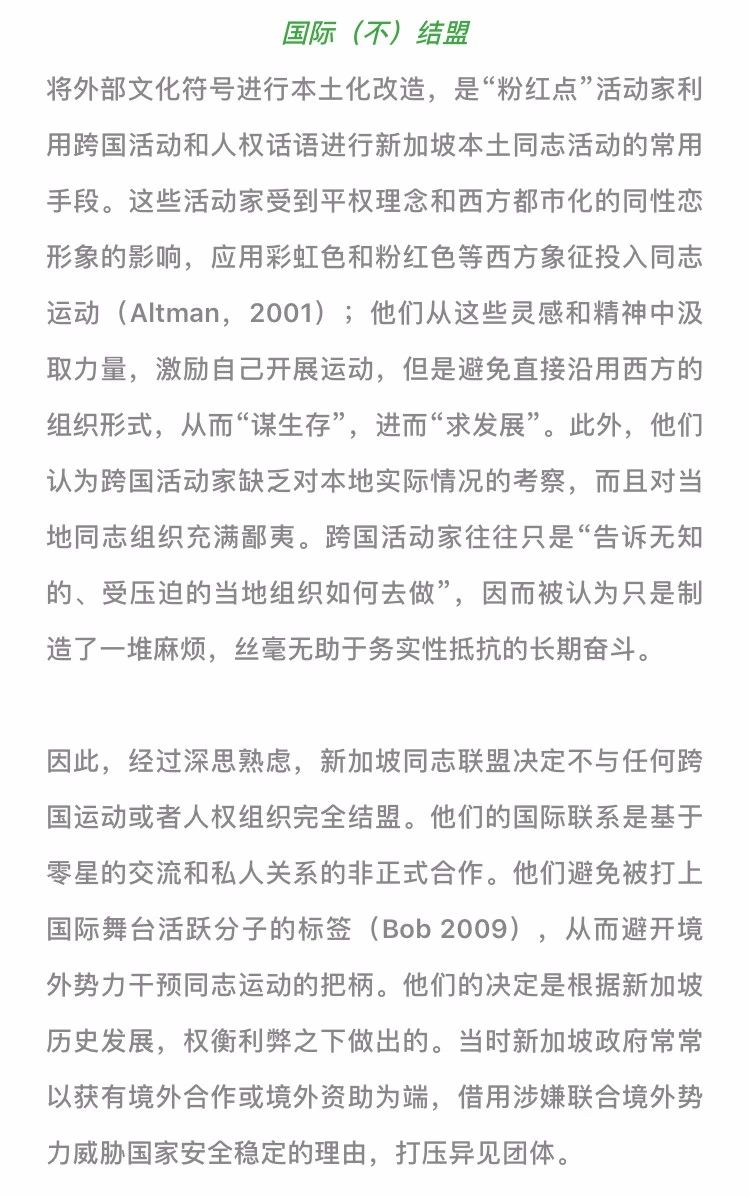 国际（不）结盟
将外部文化符号进行本土化改造，是“粉红点”活动家利
用跨国活动和人权话语进行新加坡本土同志活动的常用
手段。这些活动家受到平权理念和西方都市化的同性恋
形象的影响，应用彩虹色和粉红色等西方象征投入同志
运动（Altman，2001）；他们从这些灵感和精神中汲
取力量，激励自己开展运动，但是避免直接沿用西方的
组织形式，从而“谋生存”，进而“求发展”。此外，他们
认为跨国活动家缺乏对本地实际情况的考察，而且对当
地同志组织充满鄙夷。跨国活动家往往只是“告诉无知
的、受压迫的当地组织如何去做”，因而被认为只是制
造了一堆麻烦，丝毫无助于务实性抵抗的长期奋斗。
因此，经过深思熟虑，新加坡同志联盟决定不与任何跨
国运动或者人权组织完全结盟。他们的国际联系是基于
零星的交流和私人关系的非正式合作。他们避免被打上
国际舞台活跃分子的标签（Bob 2009），从而避开境
外势力干预同志运动的把柄。他们的决定是根据新加坡
历史发展，权衡利弊之下做出的。当时新加坡政府常常
以获有境外合作或境外资助为端，借用涉嫌联合境外势
力威胁国家安全稳定的理由，打压异见团体。